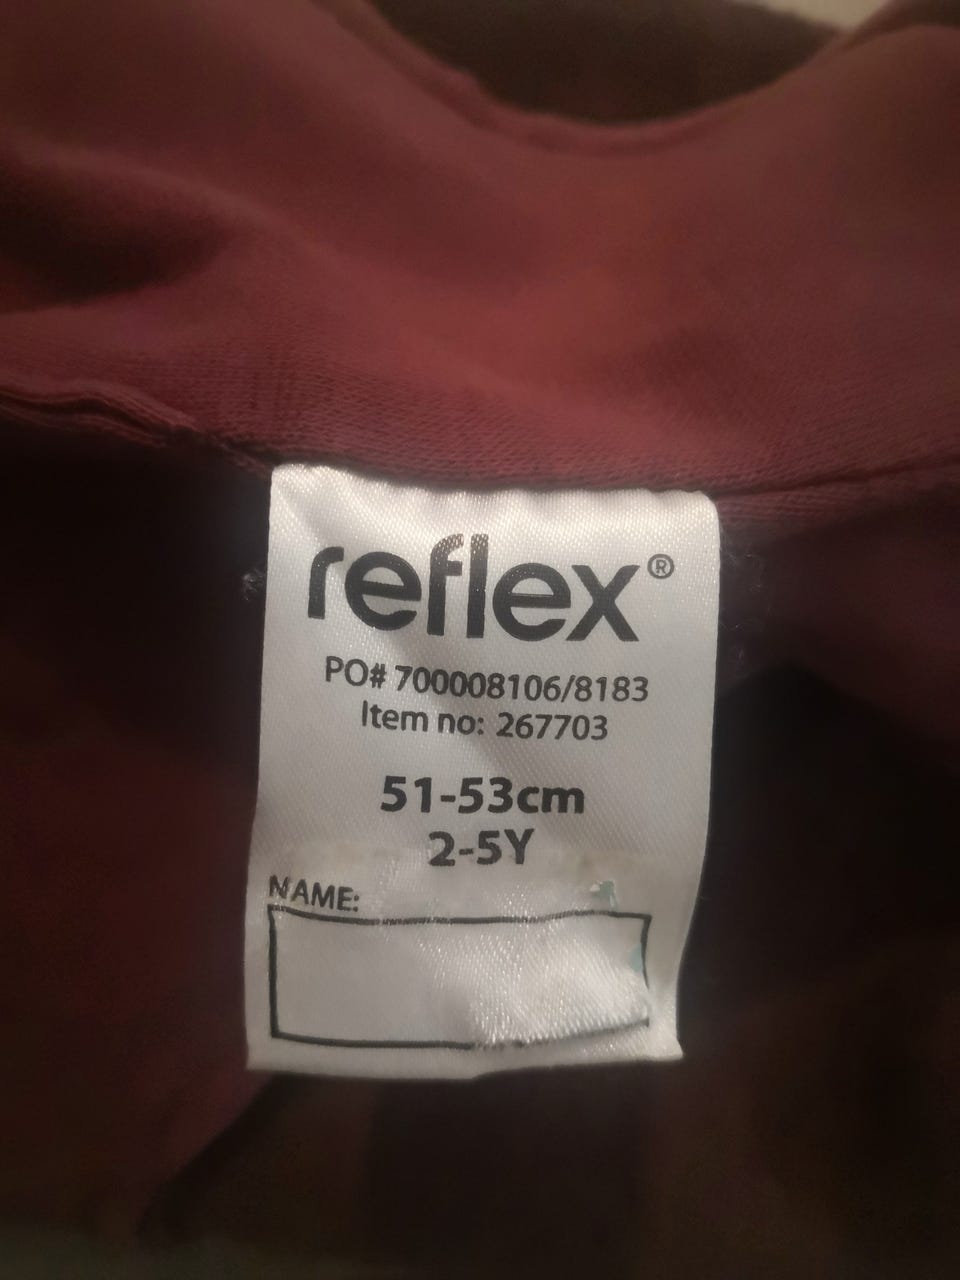 reflex®
PO# 700008106/8183
Item no: 267703
51-53cm
2-5Y
NAME: